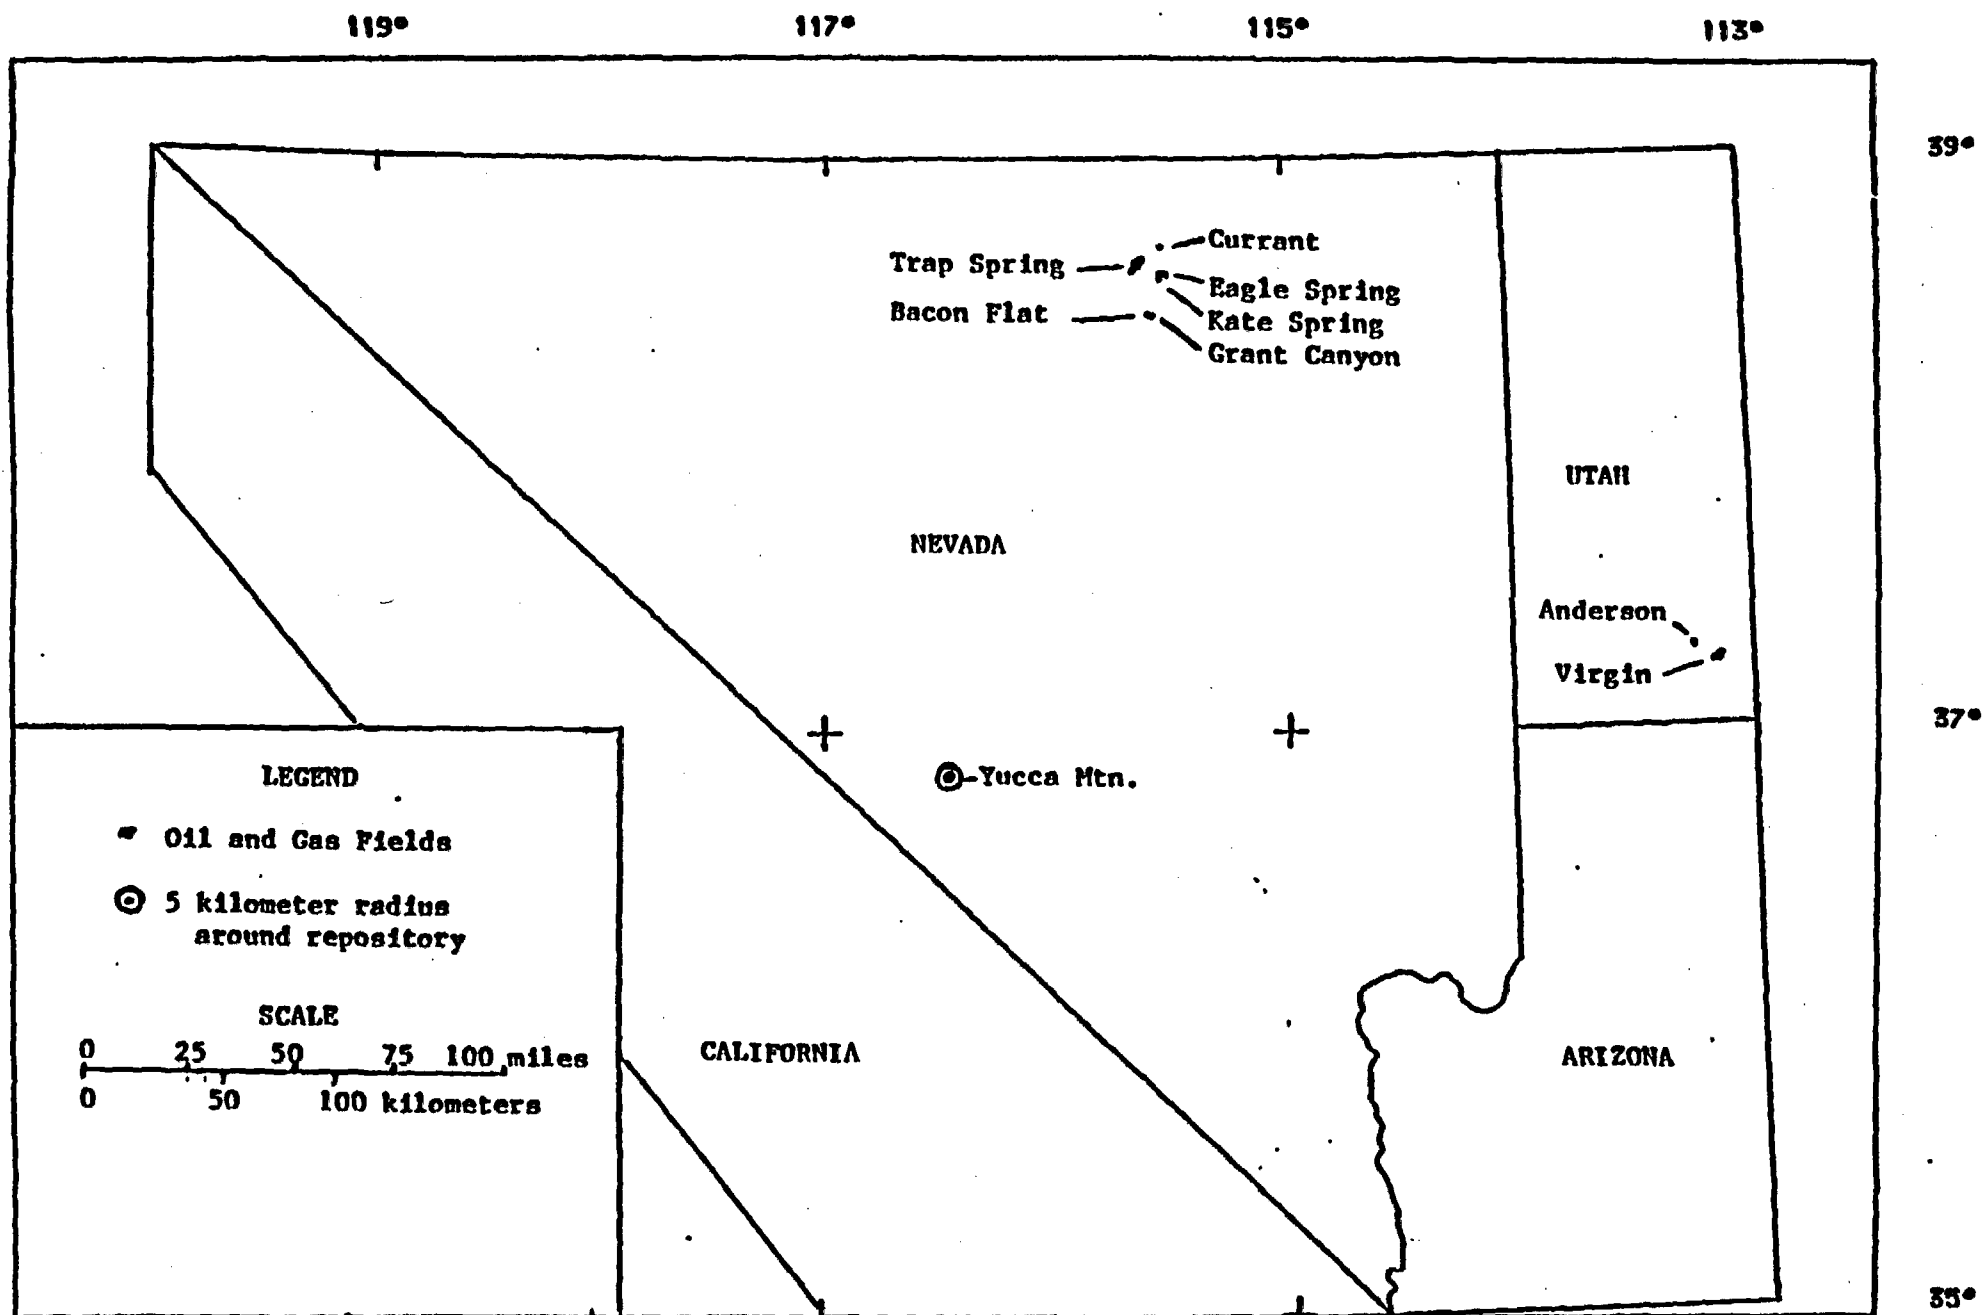 119° 117° 115° 113°
39°
Currant
Trap Spring
Eagle Spring
Bacon Flat
Kate Spring
Grant Canyon
UTAH
NEVADA
Anderson
Virgin
37°
Yucca Mtn.
LEGEND
Oil and Gas Fields
5 kilometer radius
around repository
SCALE
0 25 50 75 100 miles
0 50 100 kilometers
CALIFORNIA
ARIZONA
35°